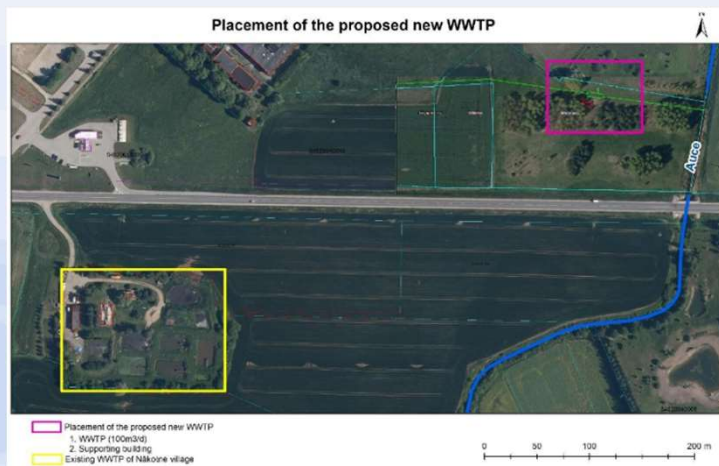 Placement of the proposed new WWTP
Auce
Placement of the proposed new WWTP
1. WWTP (100m3/d)
2. Supporting building
Existing WWTP of Nākotne village
0 50 100 200 m